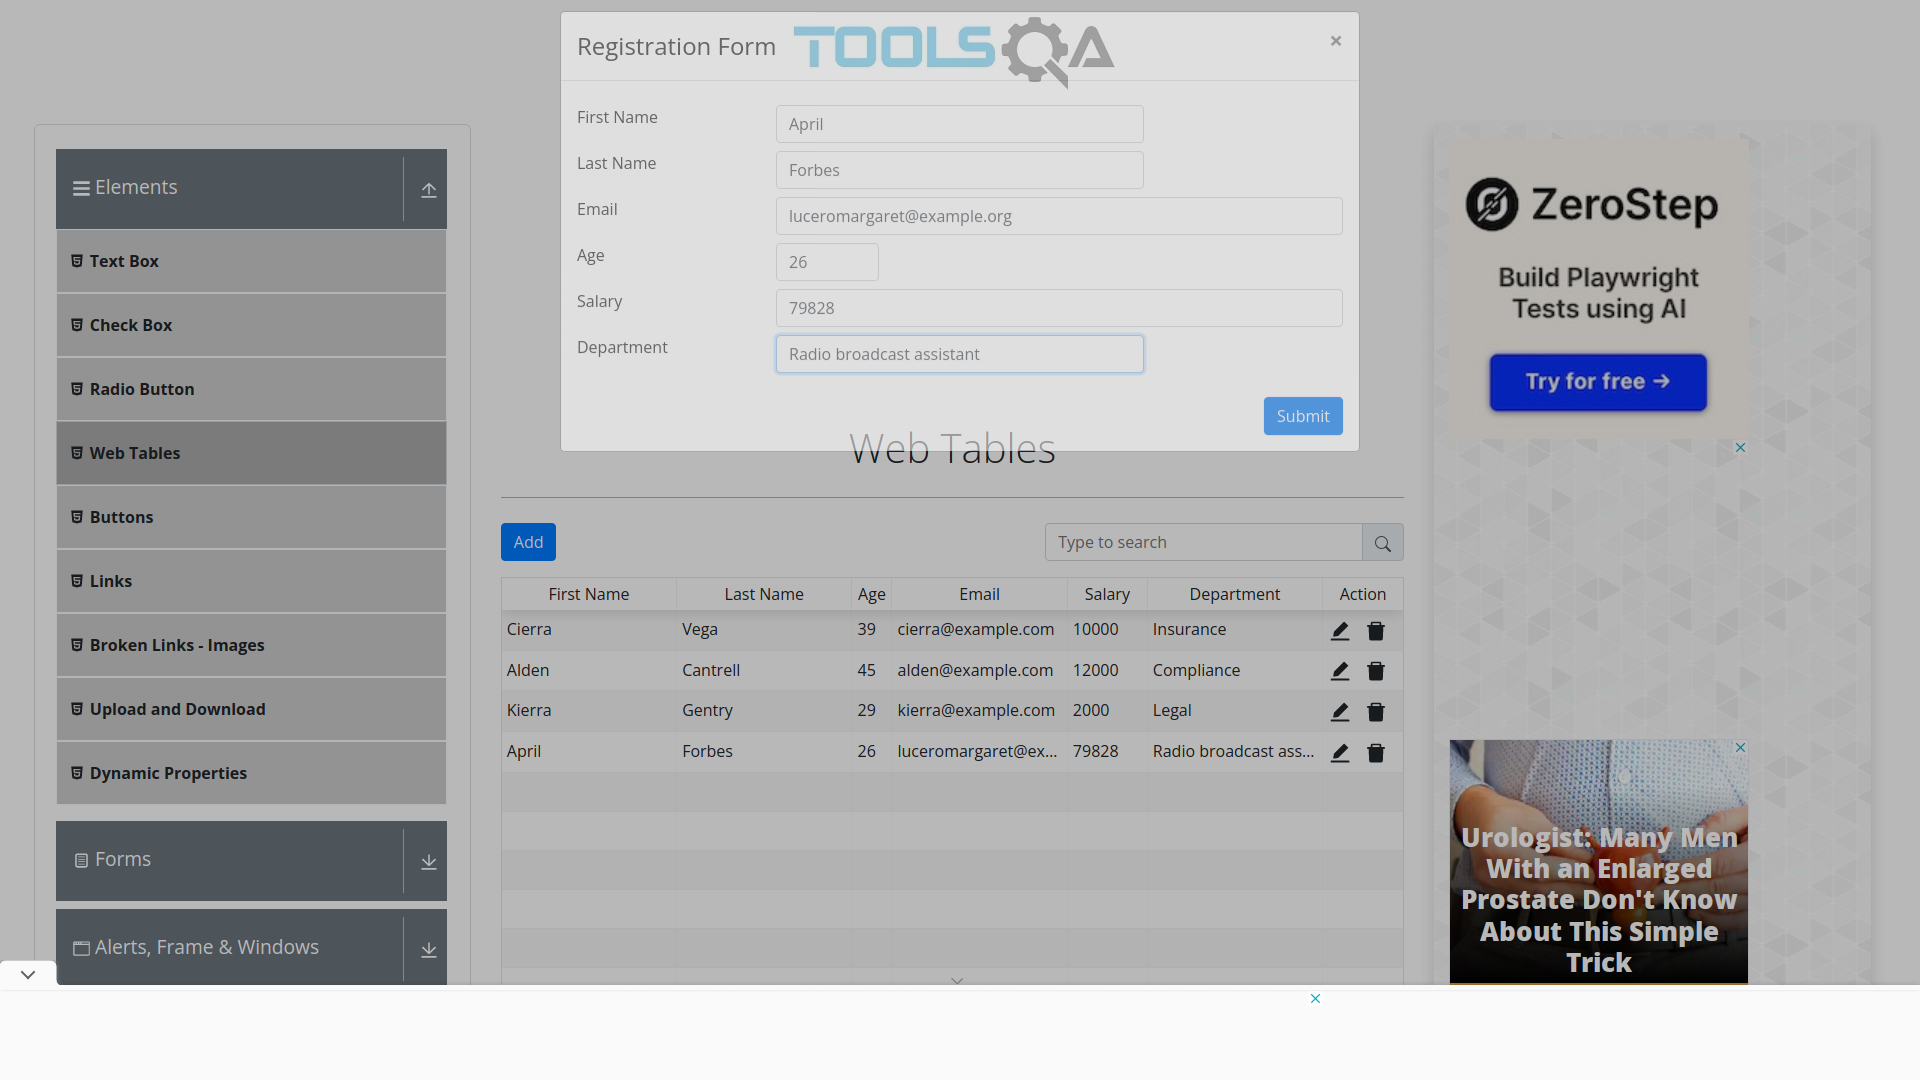 Registration Form
TOOLSQA
×
First Name
April
Last Name
Forbes
Email
luceromargaret@example.org
Age
26
Salary
79828
Department
Radio broadcast assistant
Submit
Elements
Text Box
Check Box
Radio Button
Web Tables
Buttons
Links
Broken Links - Images
Upload and Download
Dynamic Properties
Forms
Alerts, Frame & Windows
Web Tables
Add
Type to search
First Name Last Name Age Email Salary Department Action
Cierra Vega 39 cierra@example.com 10000 Insurance
Alden Cantrell 45 alden@example.com 12000 Compliance
Kierra Gentry 29 kierra@example.com 2000 Legal
April Forbes 26 luceromargaret@ex... 79828 Radio broadcast ass...
ZeroStep
Build Playwright
Tests using AI
Try for free →
Urologist: Many Men
With an Enlarged
Prostate Don't Know
About This Simple
Trick